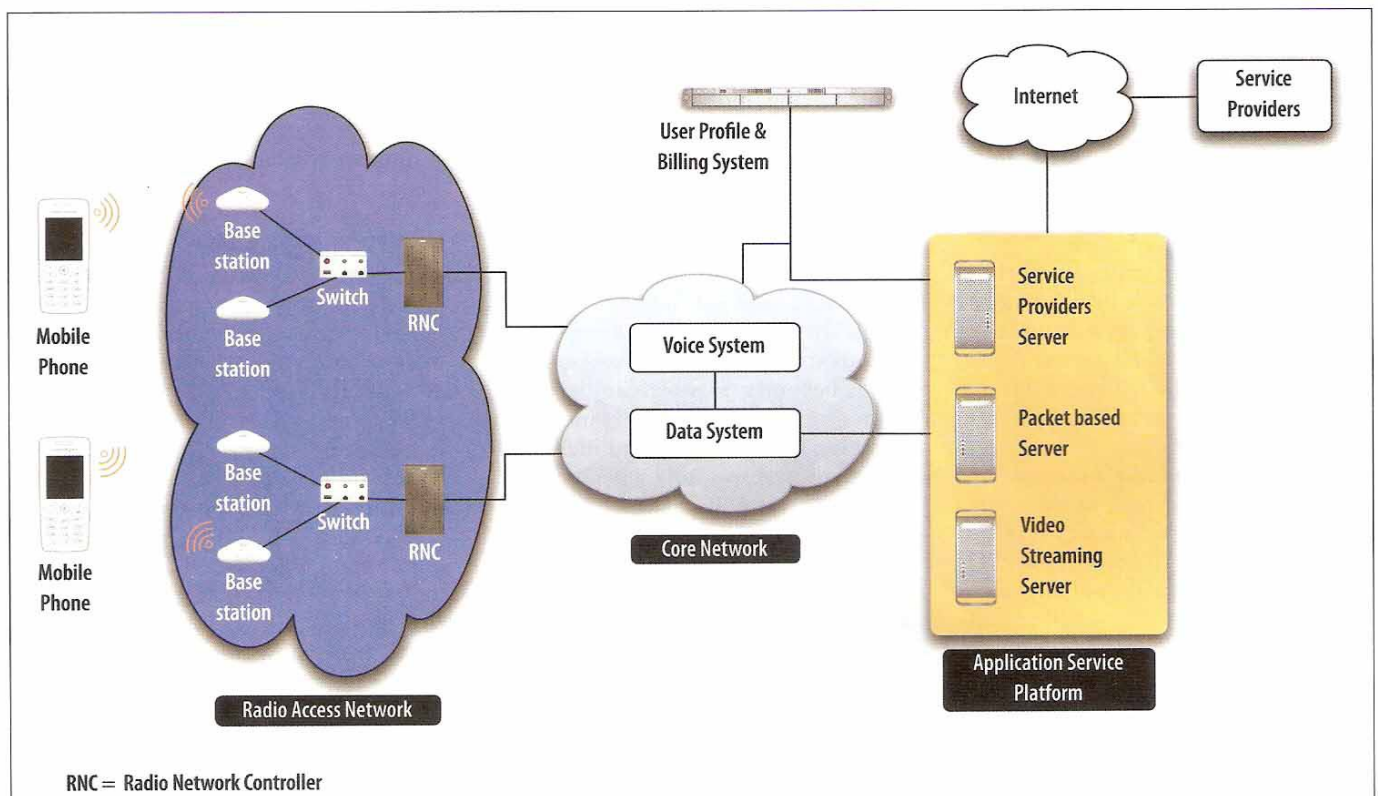 Internet
Service
Providers
User Profile &
Billing System
Mobile
Phone
Base
station
Base
station
Switch
RNC
Voice System
Data System
Service
Providers
Server
Packet based
Server
Video
Streaming
Server
Mobile
Phone
Base
station
Base
station
Switch
RNC
Core Network
Application Service
Platform
Radio Access Network
RNC = Radio Network Controller